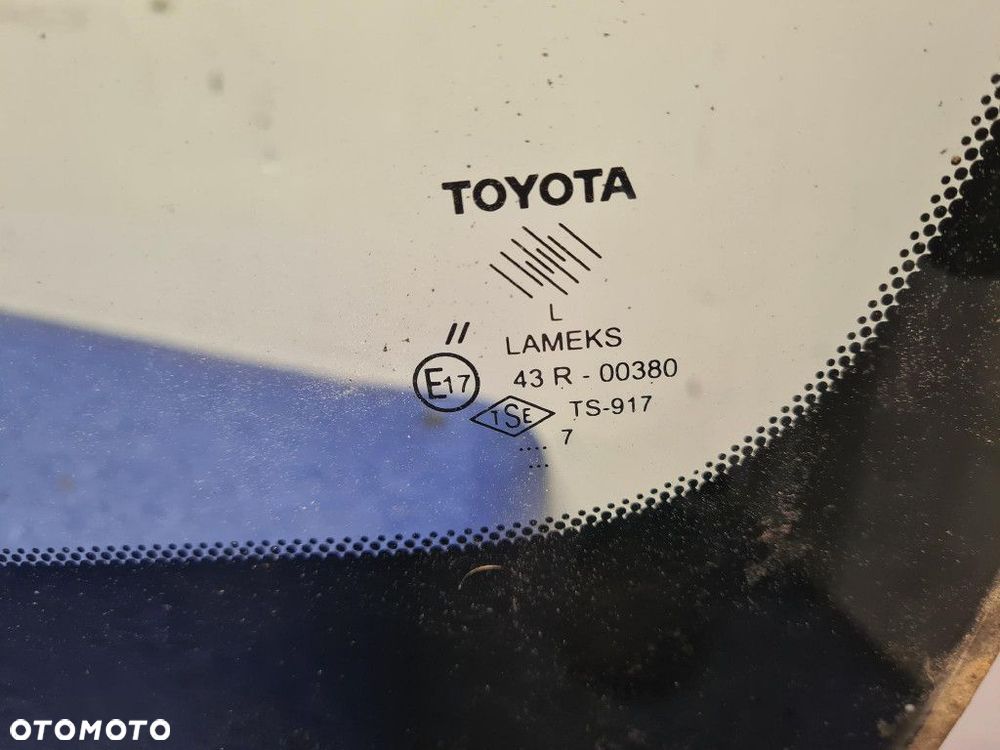 TOYOTA
L
//
LAMEKS
E17
43 R - 00380
TSE
TS-917
7
.....
...
OTOMOTO